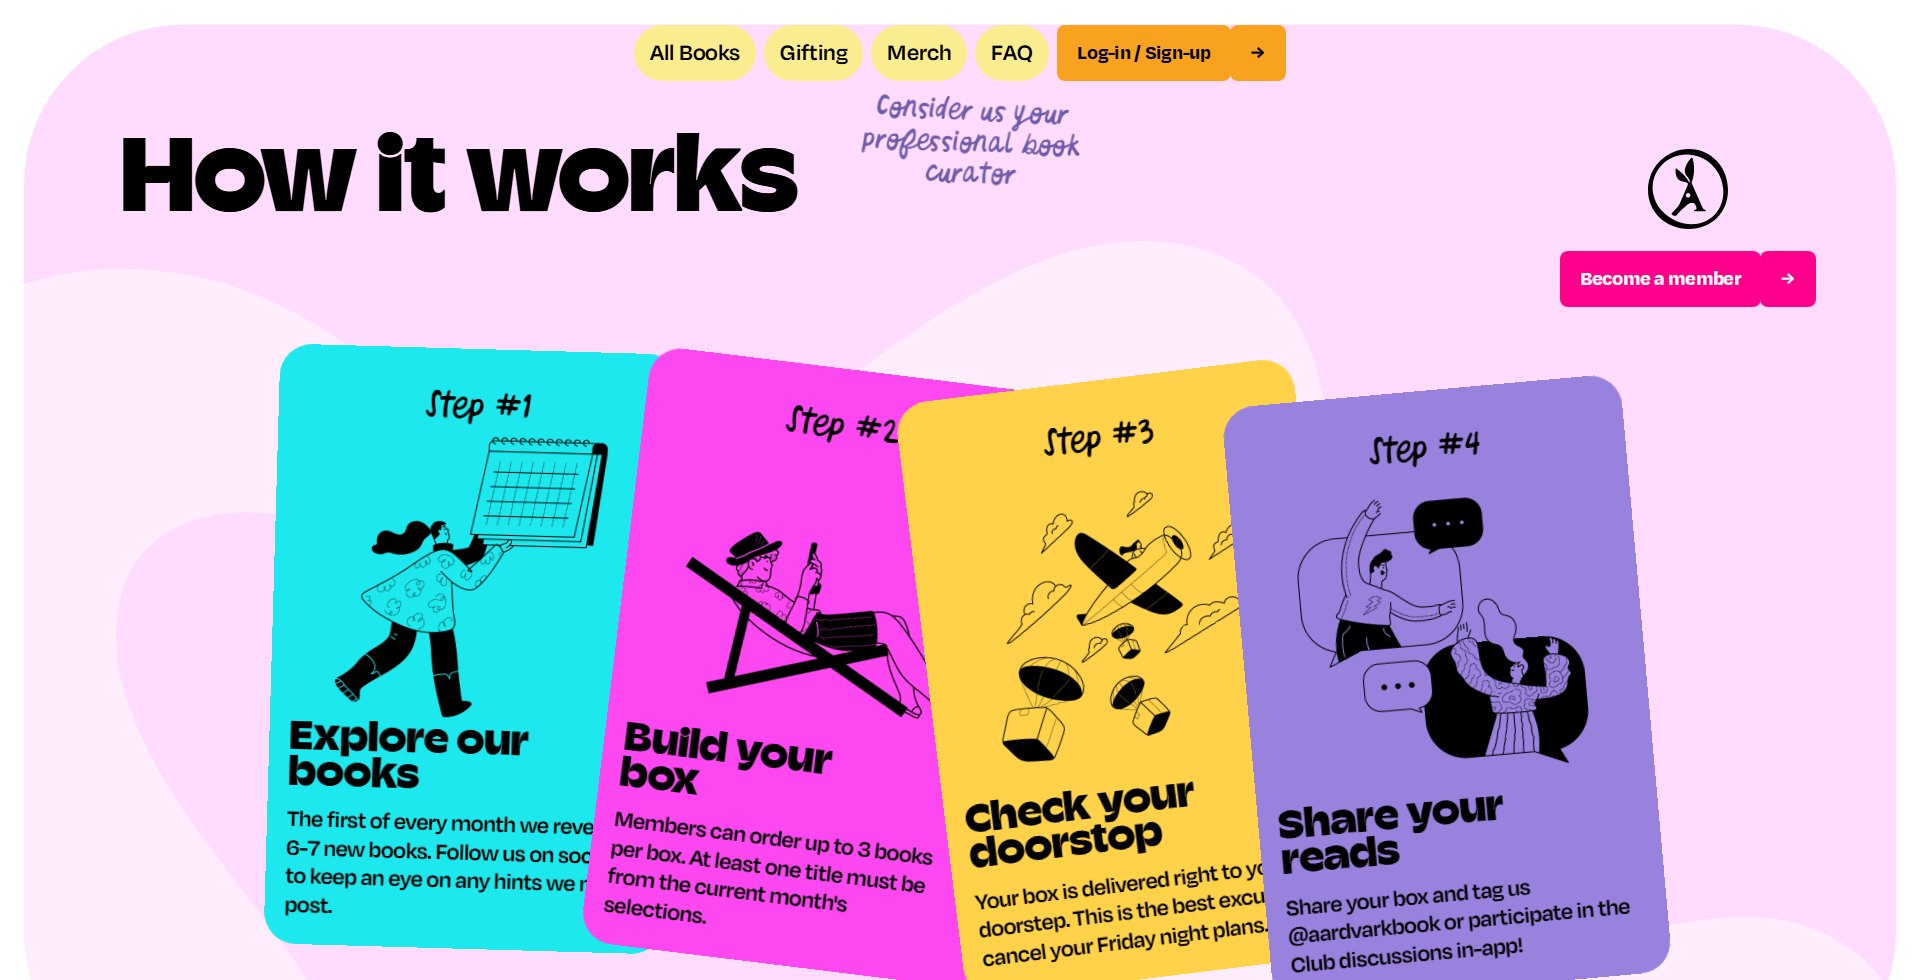 All Books
Gifting
Merch
FAQ
Log-in / Sign-up
Consider us your
professional book
curator
How it works
Become a member
Step #1
Explore our
books
The first of every month we
6-7 new books. Follow us on
to keep an eye on any hints we
post.
Step #2
Build your
box
Members can order up to 3 books
per box. At least one title must be
from the current month's
selections.
Step #3
Check your
doorstop
Your box is delivered right to
doorstep. This is the best
cancel your Friday night plans.
Step #4
Share your
reads
Share your box and tag us
@aardvarkbook or participate in the
Club discussions in-app!